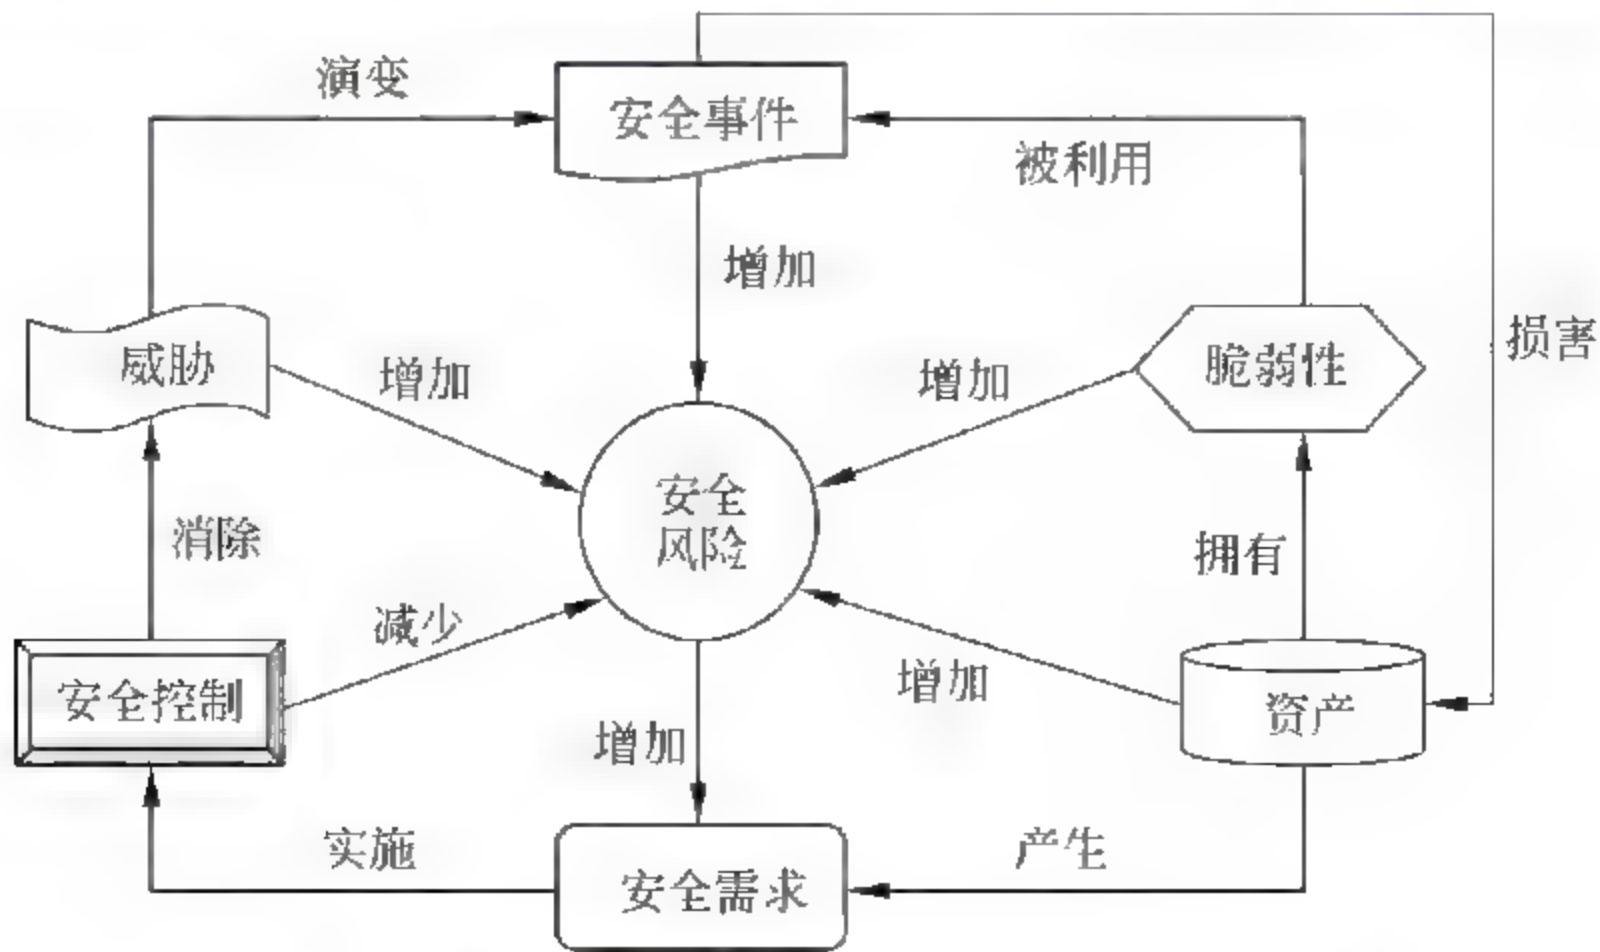 演变
安全事件
被利用
增加
损害
威胁
增加
增加
脆弱性
安全
风险
消除
拥有
减少
安全控制
增加
资产
增加
实施
产生
安全需求